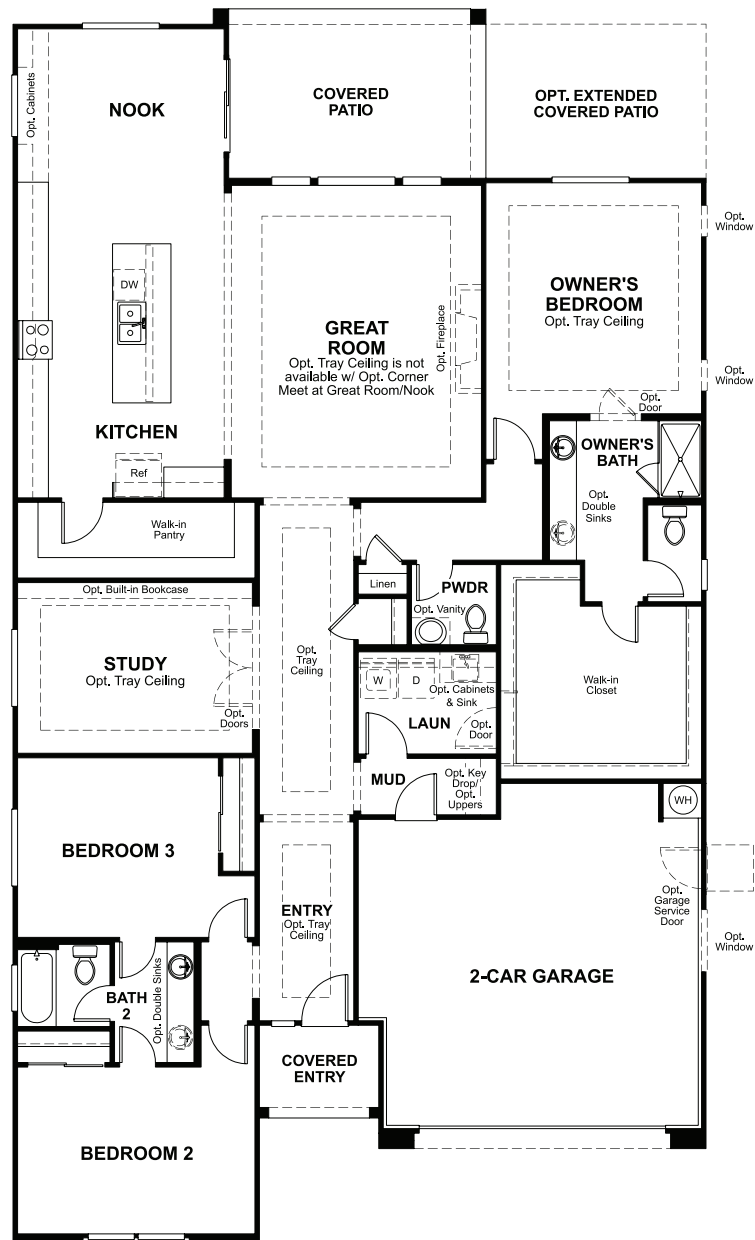 NOOK
Opt. Cabinets
COVERED
PATIO
OPT. EXTENDED
COVERED PATIO
Opt.
Window
OWNER'S
BEDROOM
Opt. Tray Ceiling
DW
GREAT
ROOM
Opt. Tray Ceiling is not
available w/ Opt. Corner
Meet at Great Room/Nook
Opt. Fireplace
Opt.
Window
Opt.
Door
KITCHEN
Ref
OWNER'S
BATH
Opt.
Double
Sinks
Walk-in
Pantry
Linen
PWDR
Opt. Vanity
Opt. Built-in Bookcase
STUDY
Opt. Tray Ceiling
Opt.
Doors
Opt.
Tray
Ceiling
W
D
Opt. Cabinets
& Sink
LAUN
Opt.
Door
Walk-in
Closet
MUD
Opt. Key
Drop/
Opt.
Uppers
WH
BEDROOM 3
ENTRY
Opt. Tray
Ceiling
Opt.
Garage
Service
Door
Opt.
Window
2-CAR GARAGE
BATH
2
Opt. Double Sinks
COVERED
ENTRY
BEDROOM 2